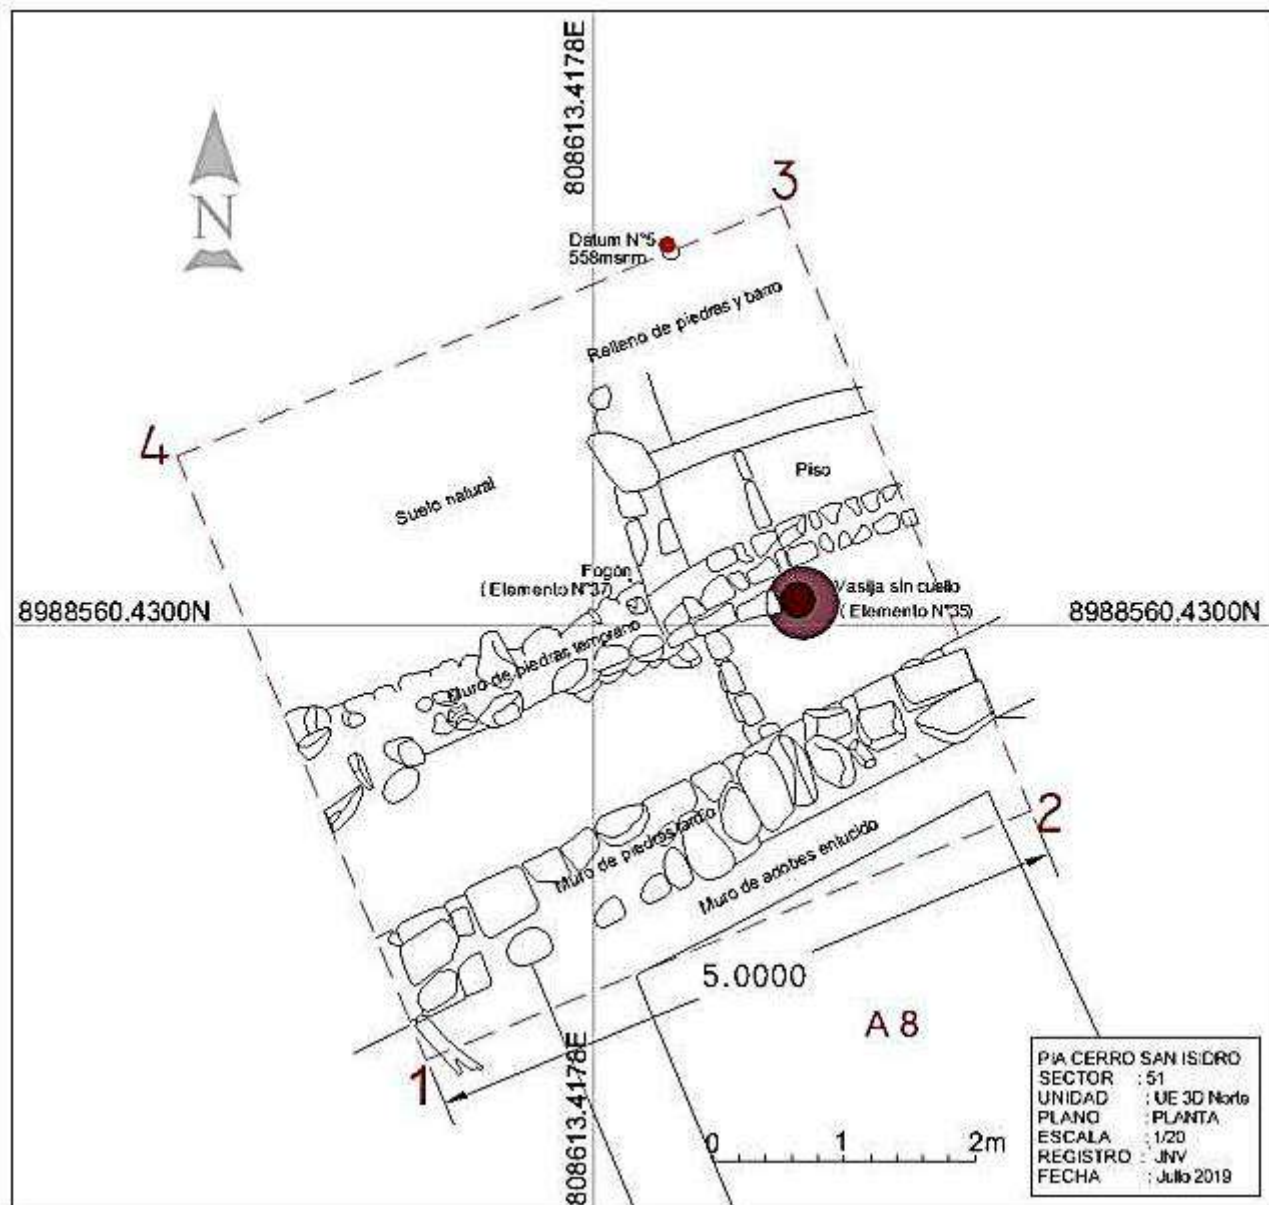 808613.4178E
N
3
Datum N°5
558msnm
Relleno de piedras y barro
4
Suelo natural
Piso
Fogón
( Elemento N°37)
Vasija sin cuello
( Elemento N°35)
8988560.4300N
8988560.4300N
Muro de piedras temprano
2
Muro de piedras tardío
Muro de adobes enlucido
5.0000
A 8
1
808613.4178E
0 1 2m
PIA CERRO SAN ISIDRO
SECTOR : 51
UNIDAD : UE 3D Norte
PLANO : PLANTA
ESCALA : 1/20
REGISTRO : JNV
FECHA : Julio 2019